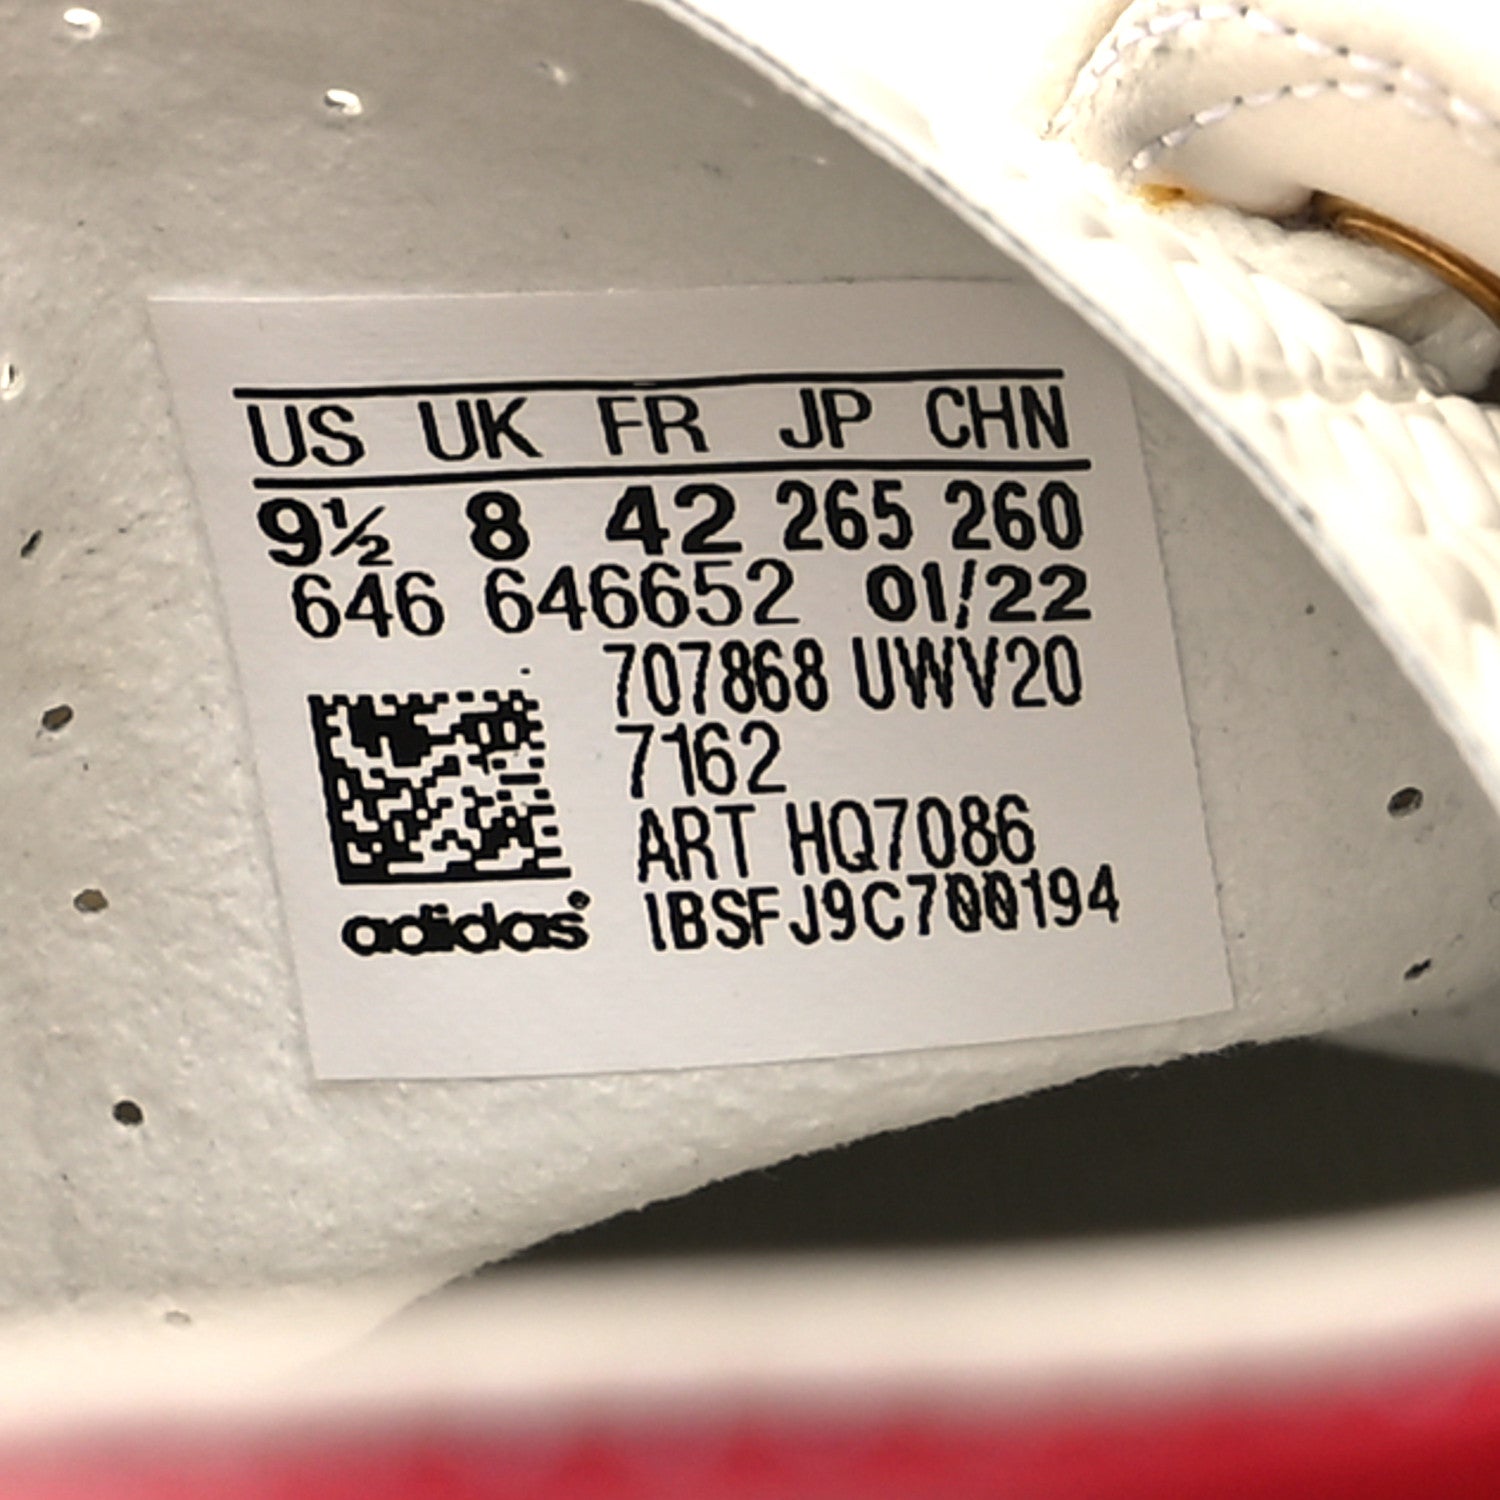 US UK FR JP CHN
9½ 8 42 265 260
646 646652 01/22
707868 UWV20
7162
ART HQ7086
adidas® IBSFJ9C700194